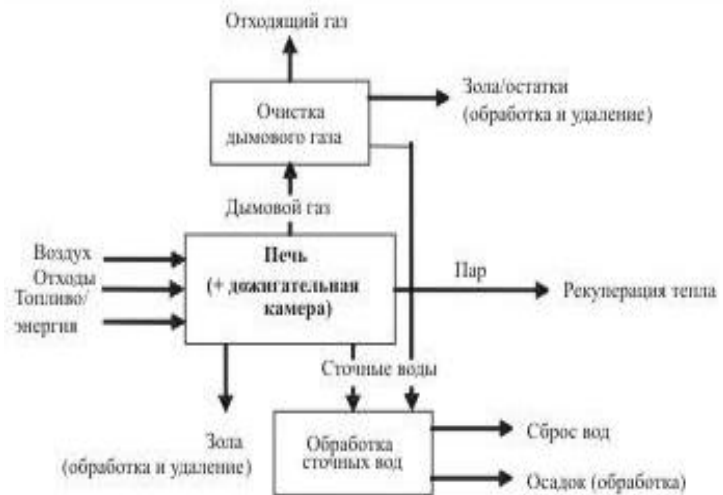 Отходящий газ
Очистка
дымового газа
Зола/остатки
(обработка и удаление)
Дымовой газ
Воздух
Отходы
Топливо/
энергия
Печь
(+ дожигательная
камера)
Пар
Рекуперация тепла
Сточные воды
Зола
(обработка и удаление)
Обработка
сточных вод
Сброс вод
Осадок (обработка)